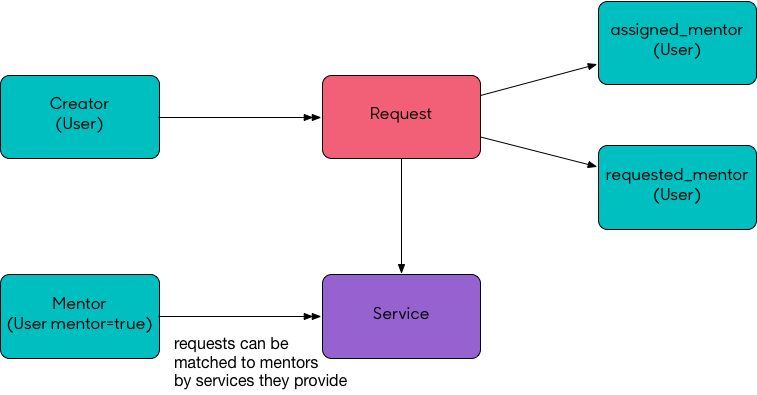 assigned_mentor
(User)
Creator
(User)
Request
requested_mentor
(User)
Mentor
(User mentor=true)
Service
requests can be
matched to mentors
by services they provide